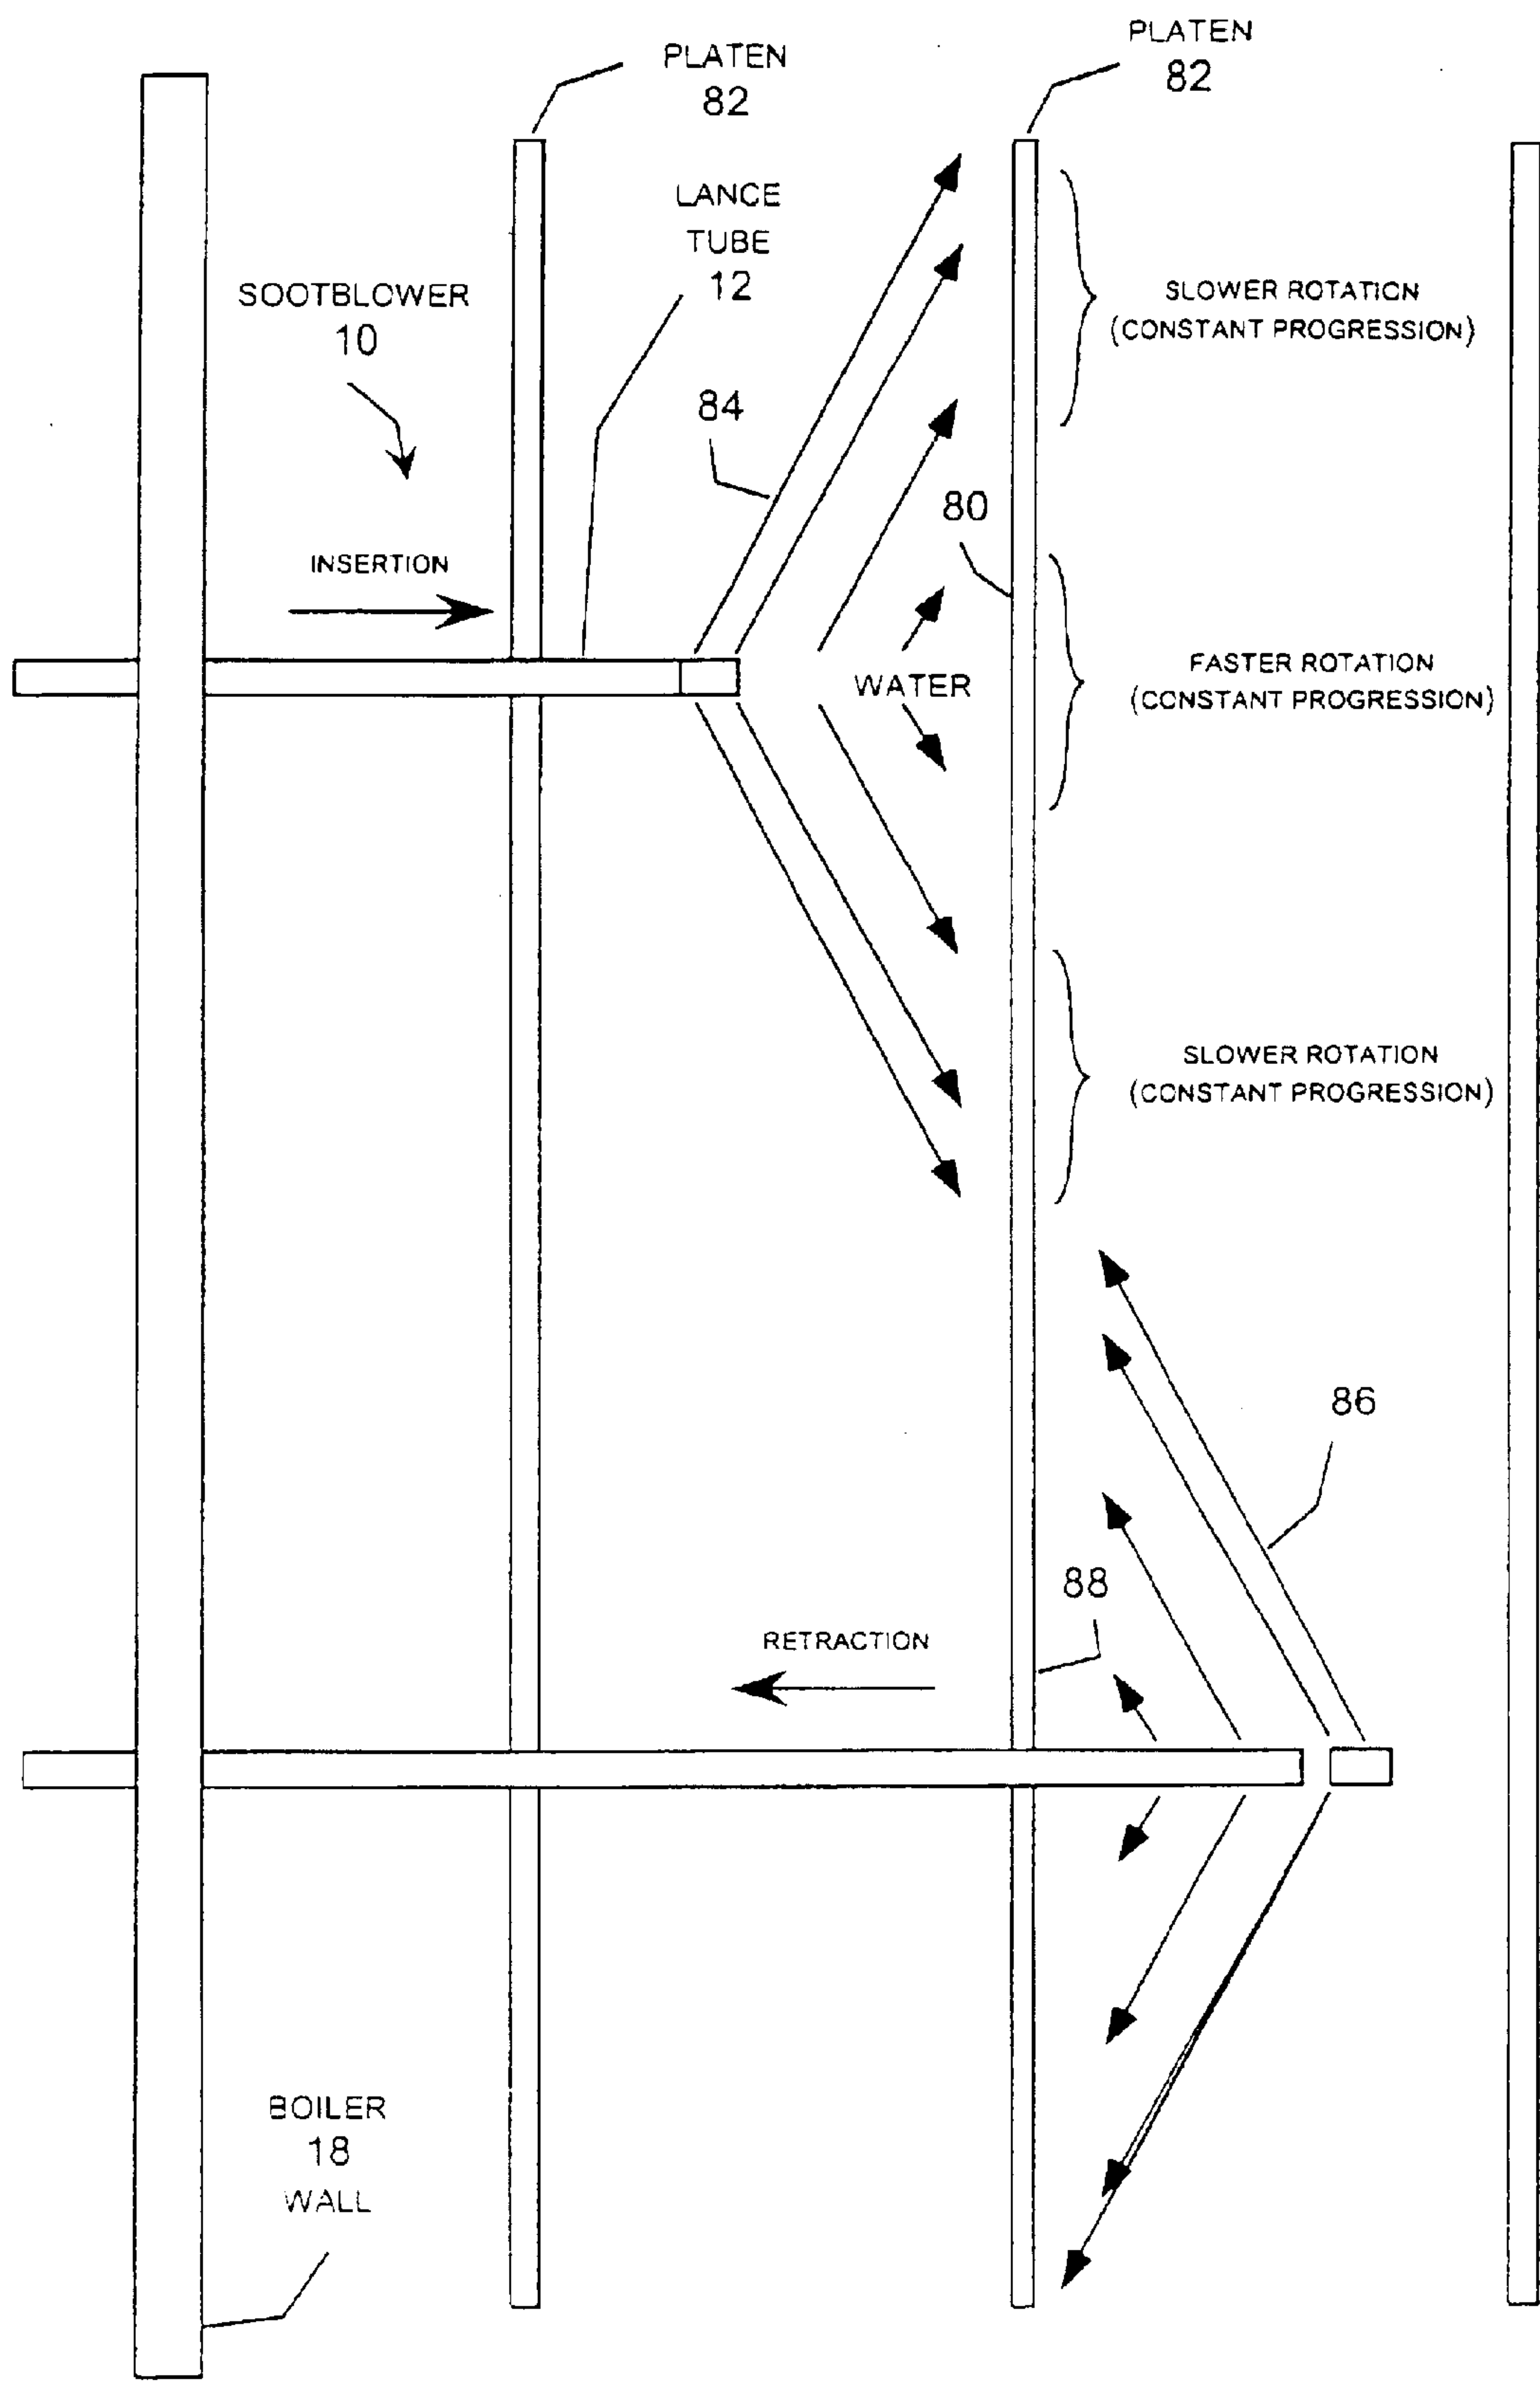 PLATEN
82
PLATEN
82
LANCE
TUBE
12
SOOTBLOWER
10
SLOWER ROTATION
(CONSTANT PROGRESSION)
84
80
INSERTION
WATER
FASTER ROTATION
(CONSTANT PROGRESSION)
SLOWER ROTATION
(CONSTANT PROGRESSION)
86
88
RETRACTION
BOILER
18
WALL